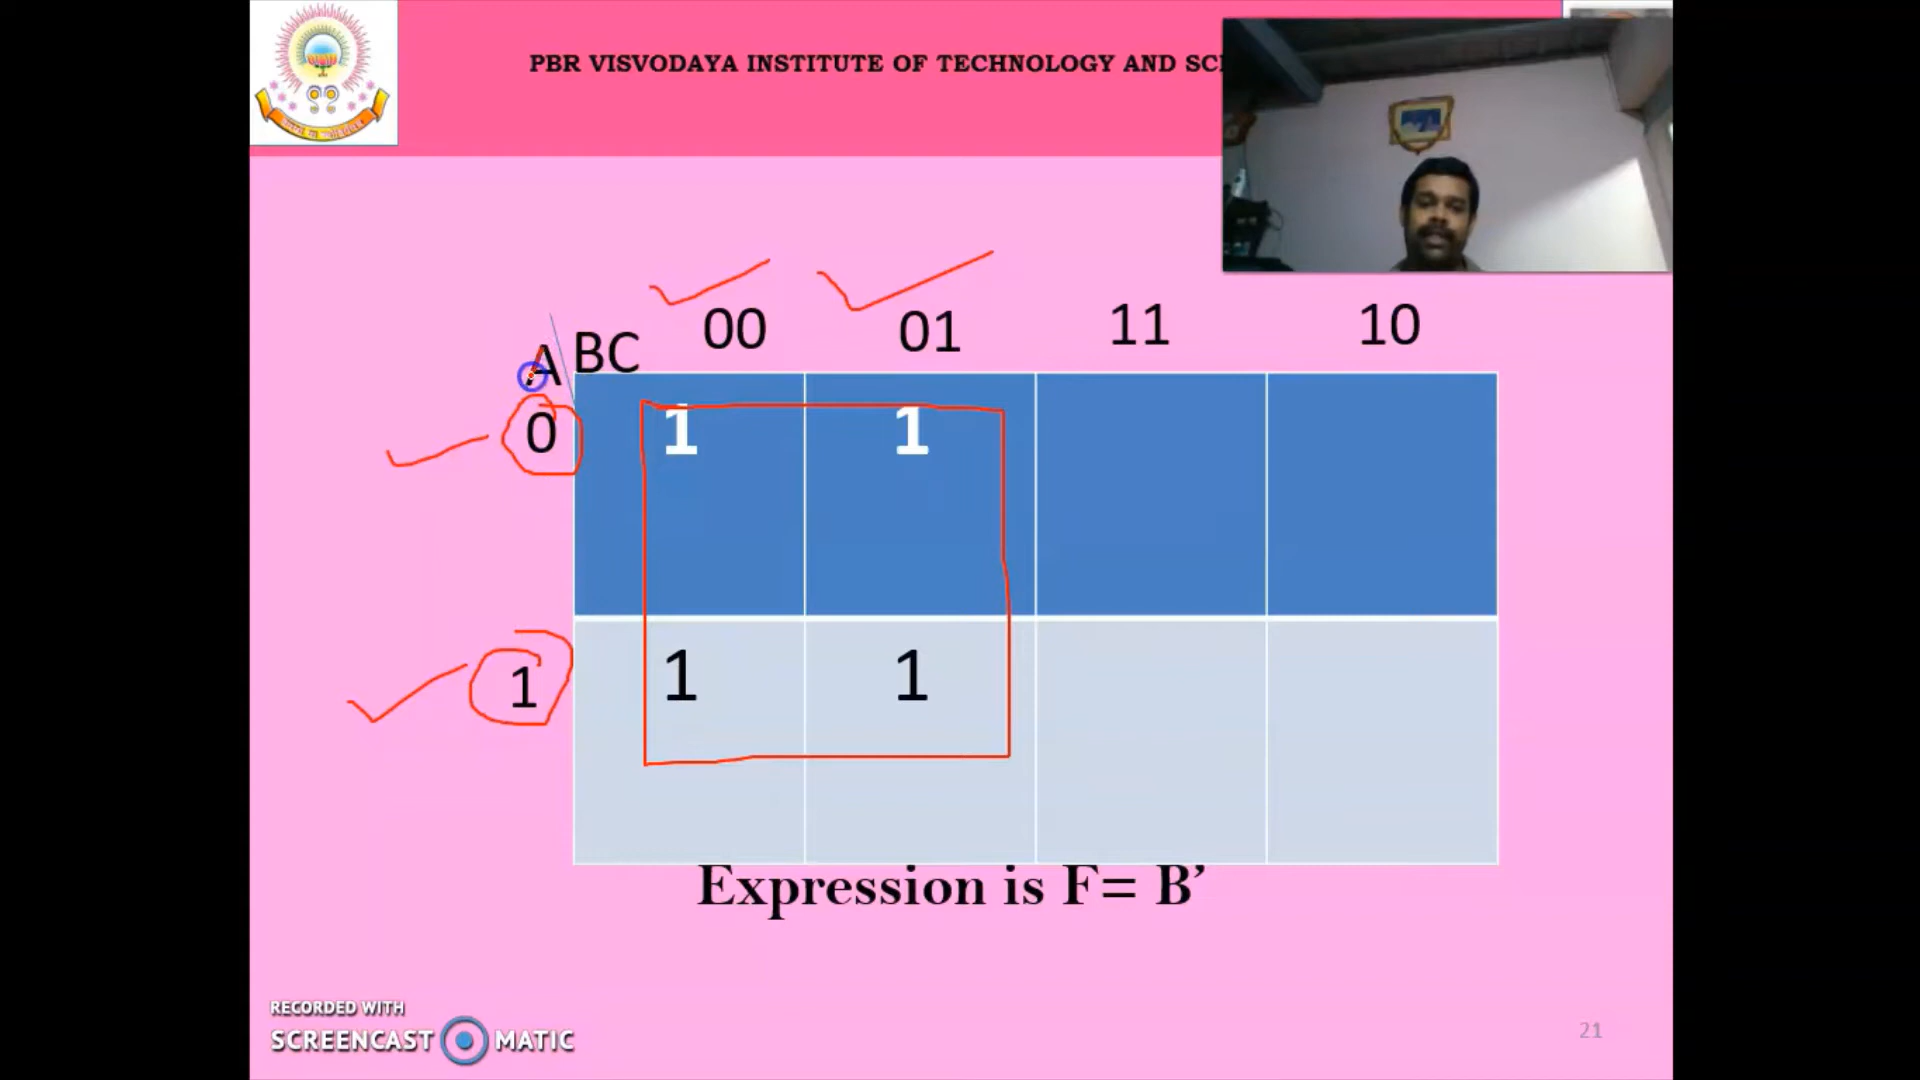 PBR VISVODAYA INSTITUTE OF TECHNOLOGY AND
00 01 11 10
A BC
0 1 1
1 1 1
Expression is F= B’
RECORDED WITH
SCREENCAST MATIC
21